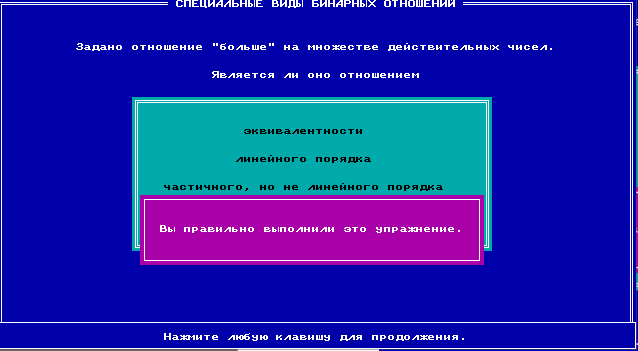 СПЕЦИАЛЬНЫЕ ВИДЫ БИНАРНЫХ ОТНОШЕНИЙ
Задано отношение "больше" на множестве действительных чисел.
Является ли оно отношением
эквивалентности
линейного порядка
частичного, но не линейного порядка
Вы правильно выполнили это упражнение.
Нажмите любую клавишу для продолжения.